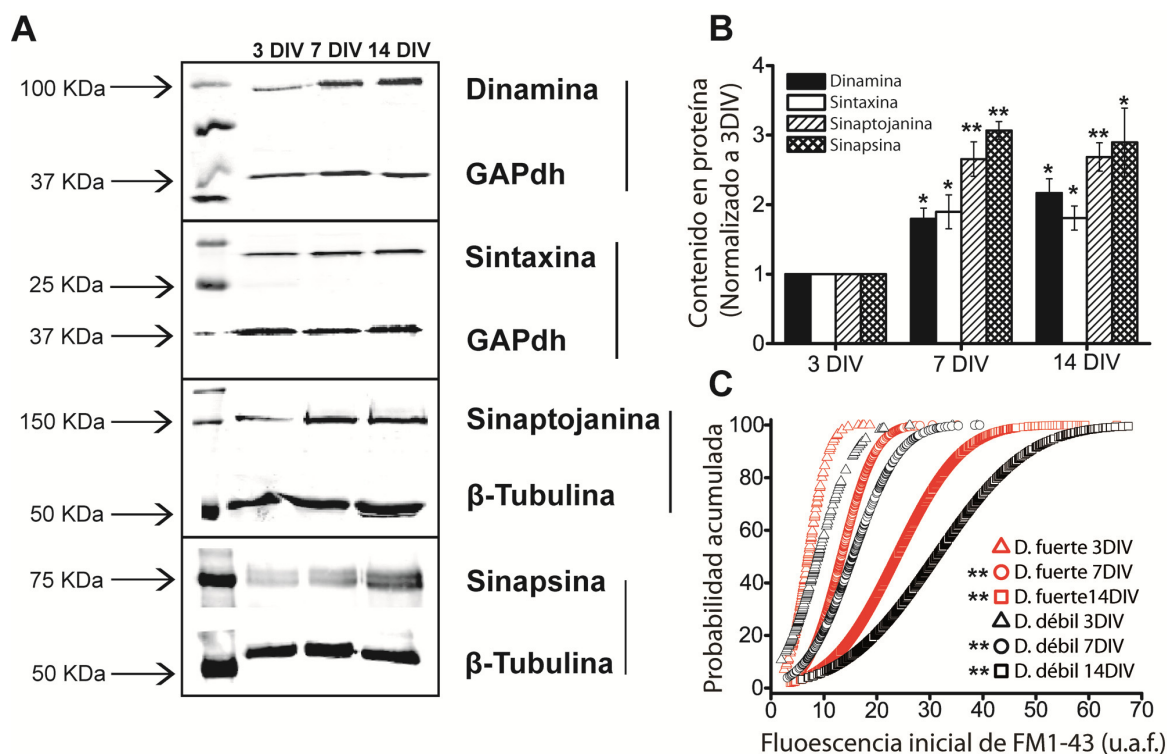 A
3 DIV 7 DIV 14 DIV
100 KDa
Dinamina
37 KDa
GAPdh
Sintaxina
25 KDa
37 KDa
GAPdh
150 KDa
Sinaptojanina
50 KDa
β-Tubulina
75 KDa
Sinapsina
50 KDa
β-Tubulina
B
Contenido en proteína
(Normalizado a 3DIV)
4
3
2
1
0
Dinamina
Sintaxina
Sinaptojanina
Sinapsina
* * ** **
* * ** *
3 DIV 7 DIV 14 DIV
C
Probabilidad acumulada
100
80
60
40
20
0
D. fuerte 3DIV
** D. fuerte 7DIV
** D. fuerte14DIV
D. débil 3DIV
** D. débil 7DIV
** D. débil 14DIV
0 10 20 30 40 50 60 70
Fluoescencia inicial de FM1-43 (u.a.f.)